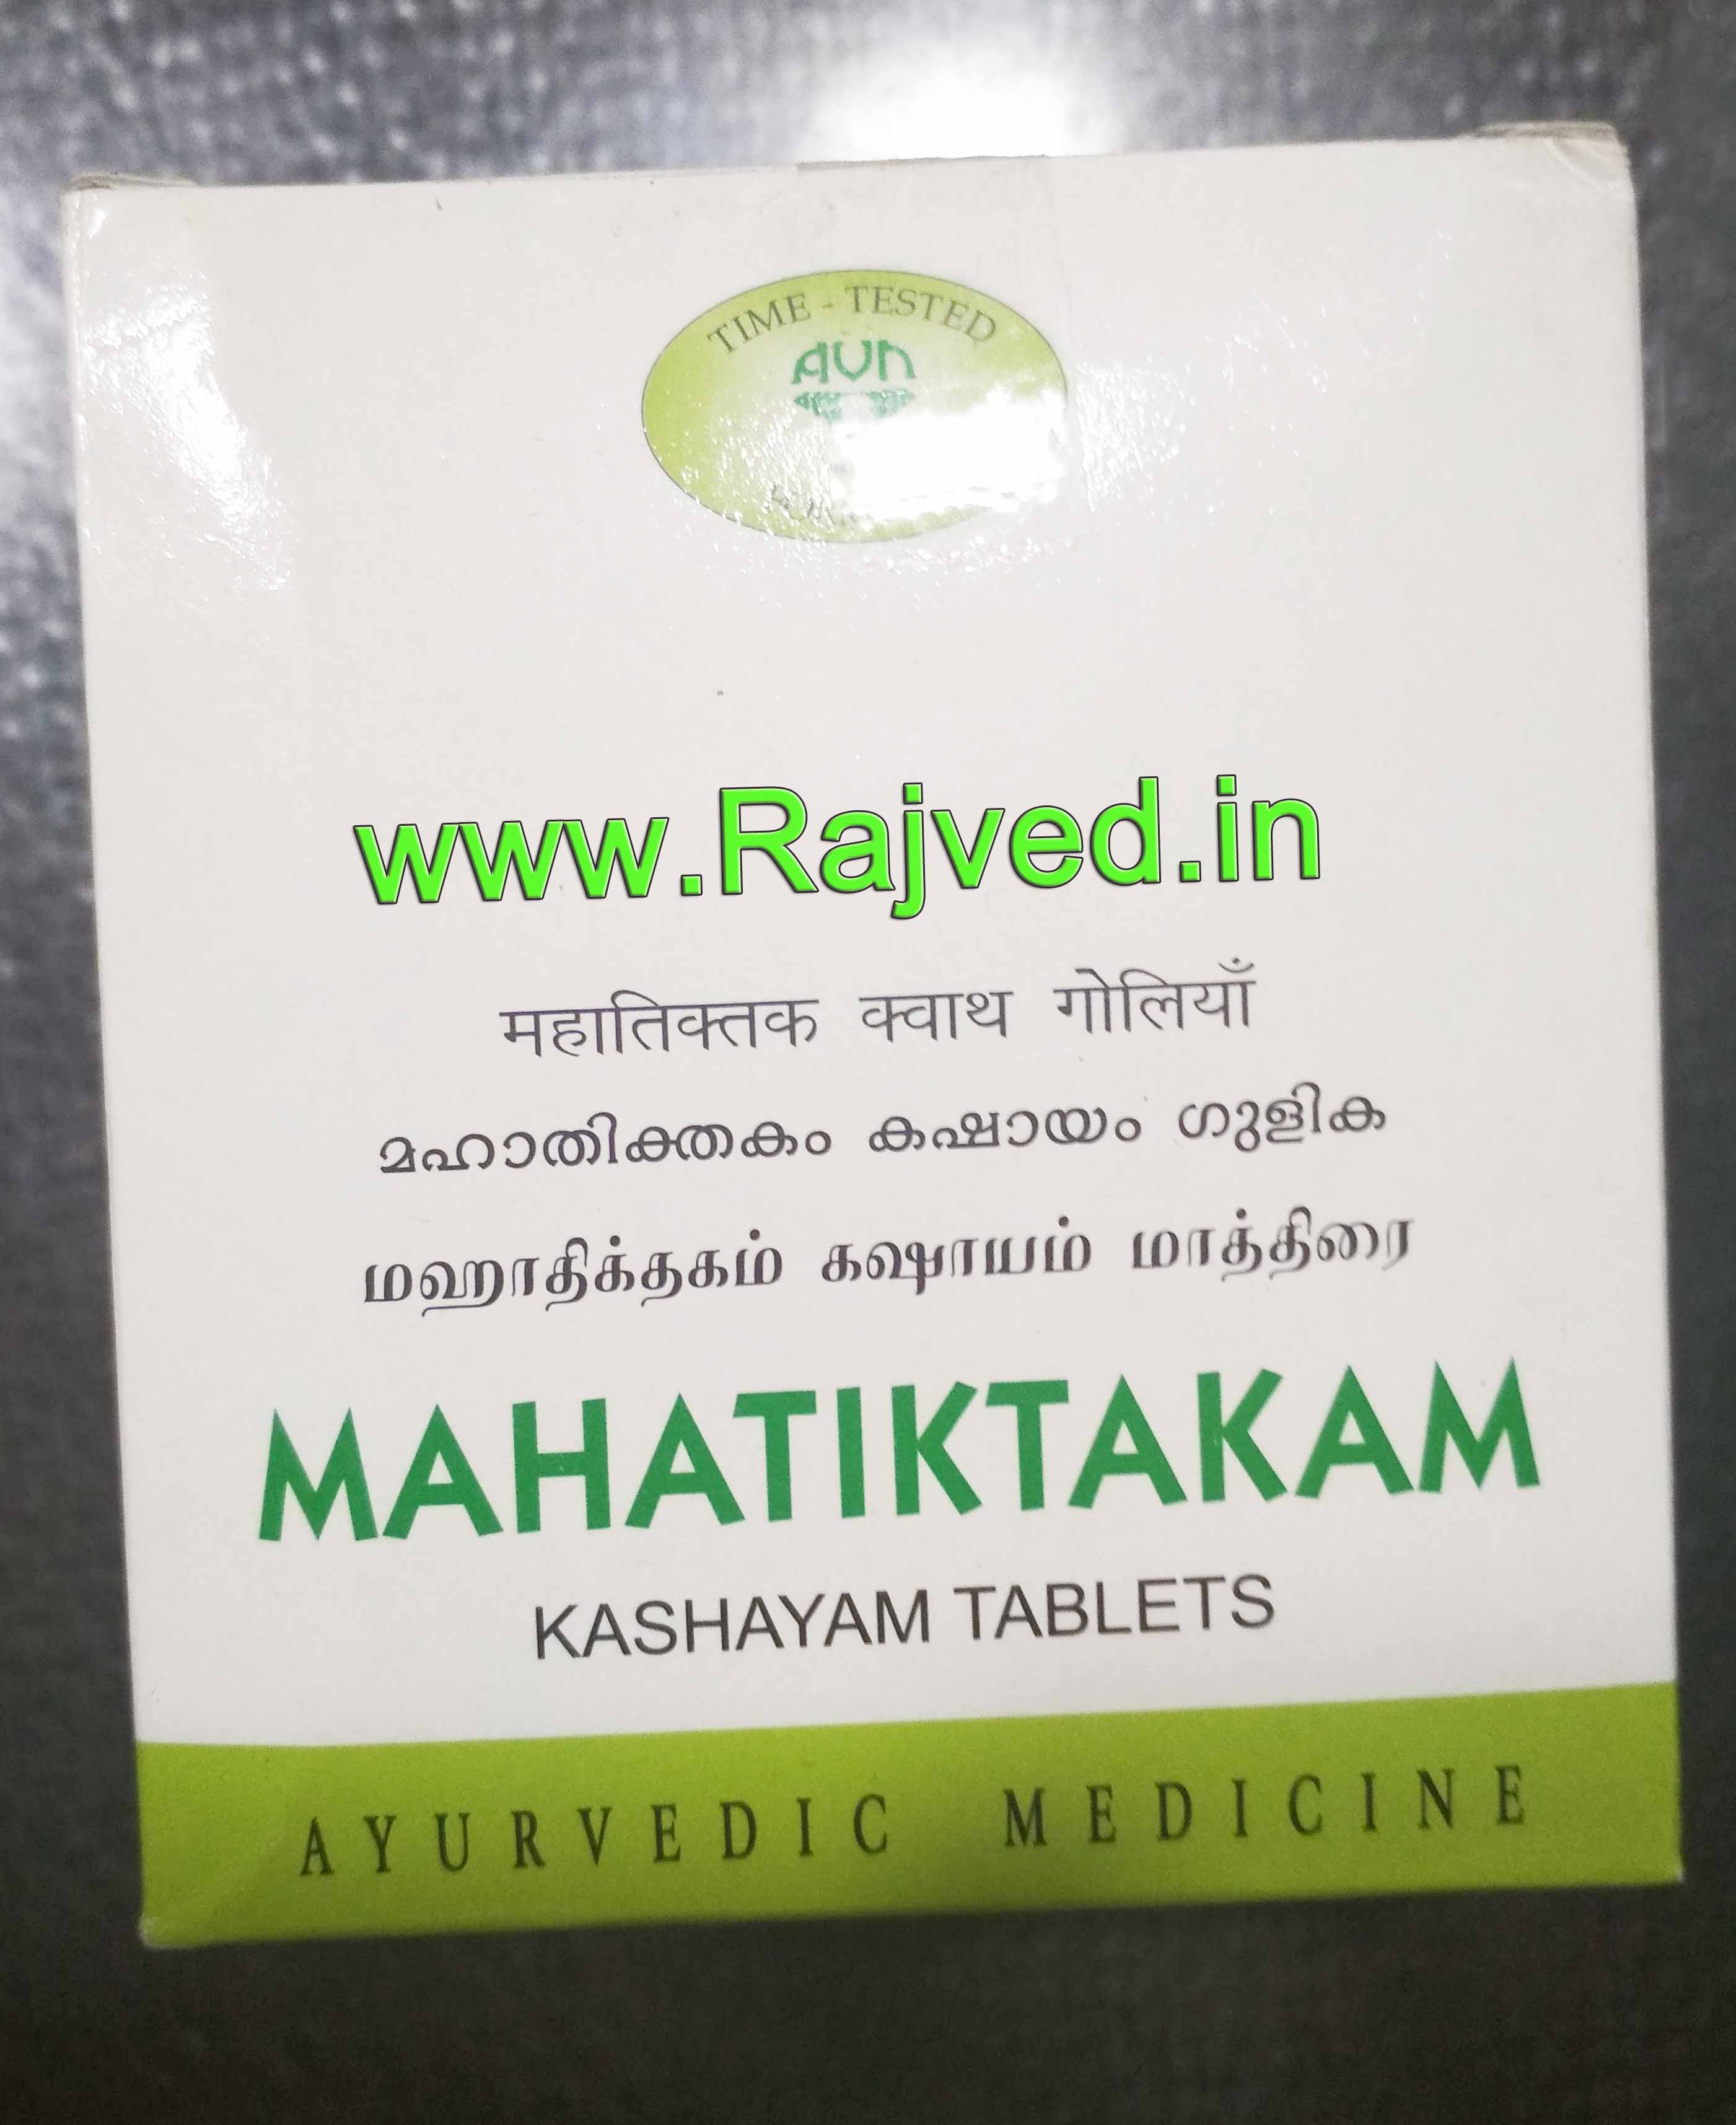 TIME - TESTED
AVN
www.Rajved.in
महातिक्तक क्वाथ गोलियाँ
മഹാതിക്തകം കഷായം ഗുളിക
மஹாதிக்தகம் கஷாயம் மாத்திரை
MAHATIKTAKAM
KASHAYAM TABLETS
AYURVEDIC MEDICINE